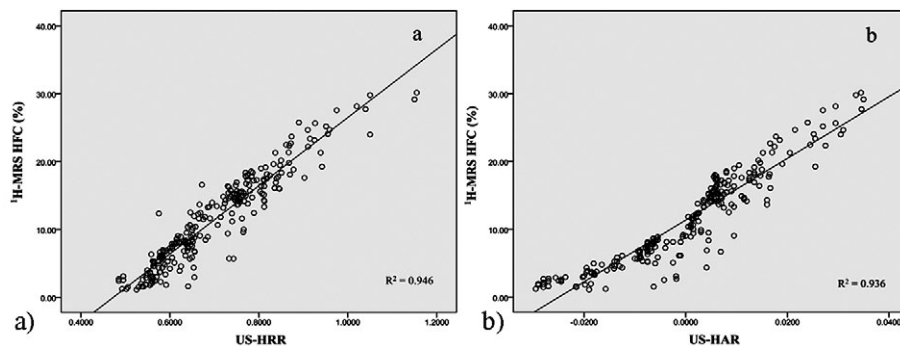 a
¹H-MRS HFC (%)
40.00
30.00
20.00
10.00
0.00
R² = 0.946
0.4000 0.6000 0.8000 1.0000 1.2000
US-HRR
a)
b
¹H-MRS HFC (%)
40.00
30.00
20.00
10.00
0.00
R² = 0.936
-0.0200 0.0000 0.0200 0.0400
US-HAR
b)